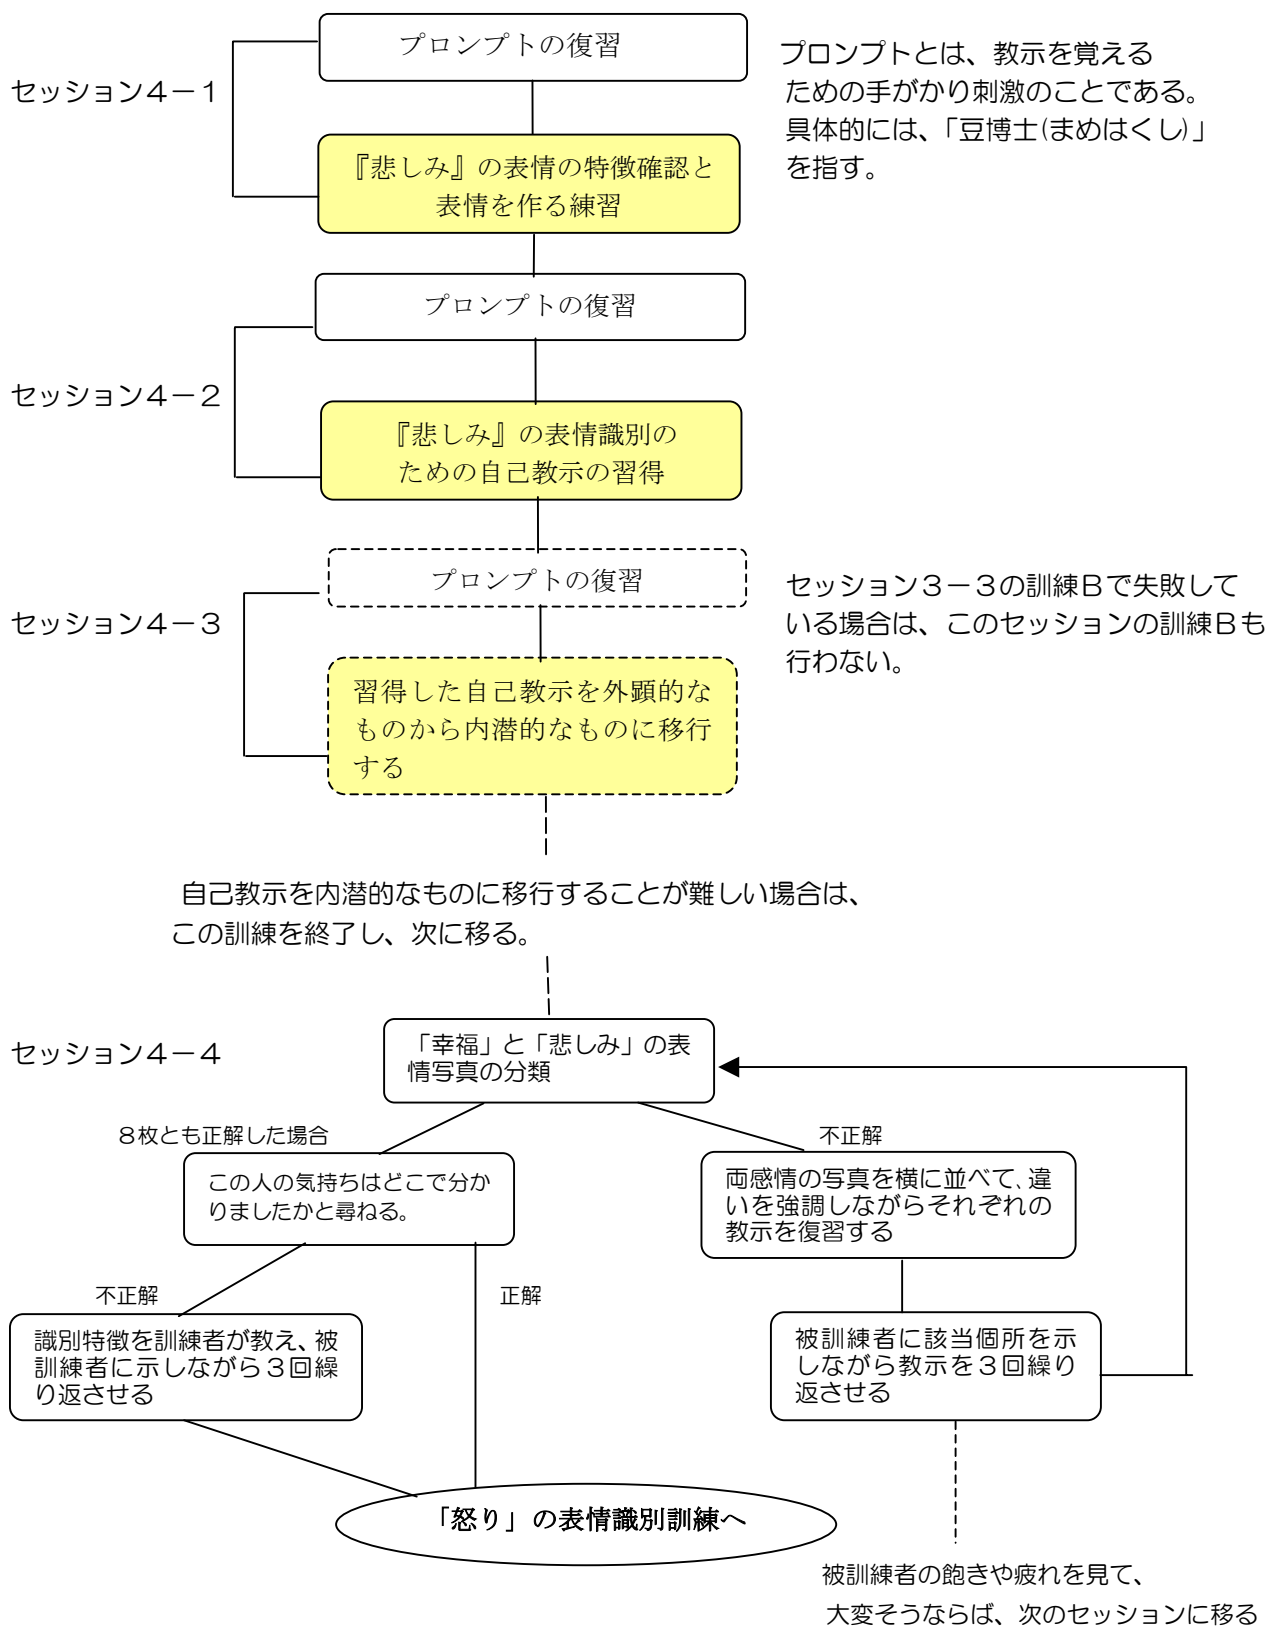 プロンプトの復習
プロンプトとは、教示を覚える
ための手がかり刺激のことである。
具体的には、「豆博士(まめはくし)」
を指す。
セッション４－１
『悲しみ』の表情の特徴確認と
表情を作る練習
プロンプトの復習
セッション４－２
『悲しみ』の表情識別の
ための自己教示の習得
プロンプトの復習
セッション３－３の訓練Ｂで失敗して
いる場合は、このセッションの訓練Ｂも
行わない。
セッション４－３
習得した自己教示を外顕的な
ものから内潜的なものに移行
する
自己教示を内潜的なものに移行することが難しい場合は、
この訓練を終了し、次に移る。
セッション４－４
「幸福」と「悲しみ」の表
情写真の分類
８枚とも正解した場合
不正解
この人の気持ちはどこで分か
りましたかと尋ねる。
両感情の写真を横に並べて、違
いを強調しながらそれぞれの
教示を復習する
不正解
正解
識別特徴を訓練者が教え、被
訓練者に示しながら３回繰
り返させる
被訓練者に該当個所を示
しながら教示を３回繰り
返させる
「怒り」の表情識別訓練へ
被訓練者の飽きや疲れを見て、
大変そうならば、次のセッションに移る